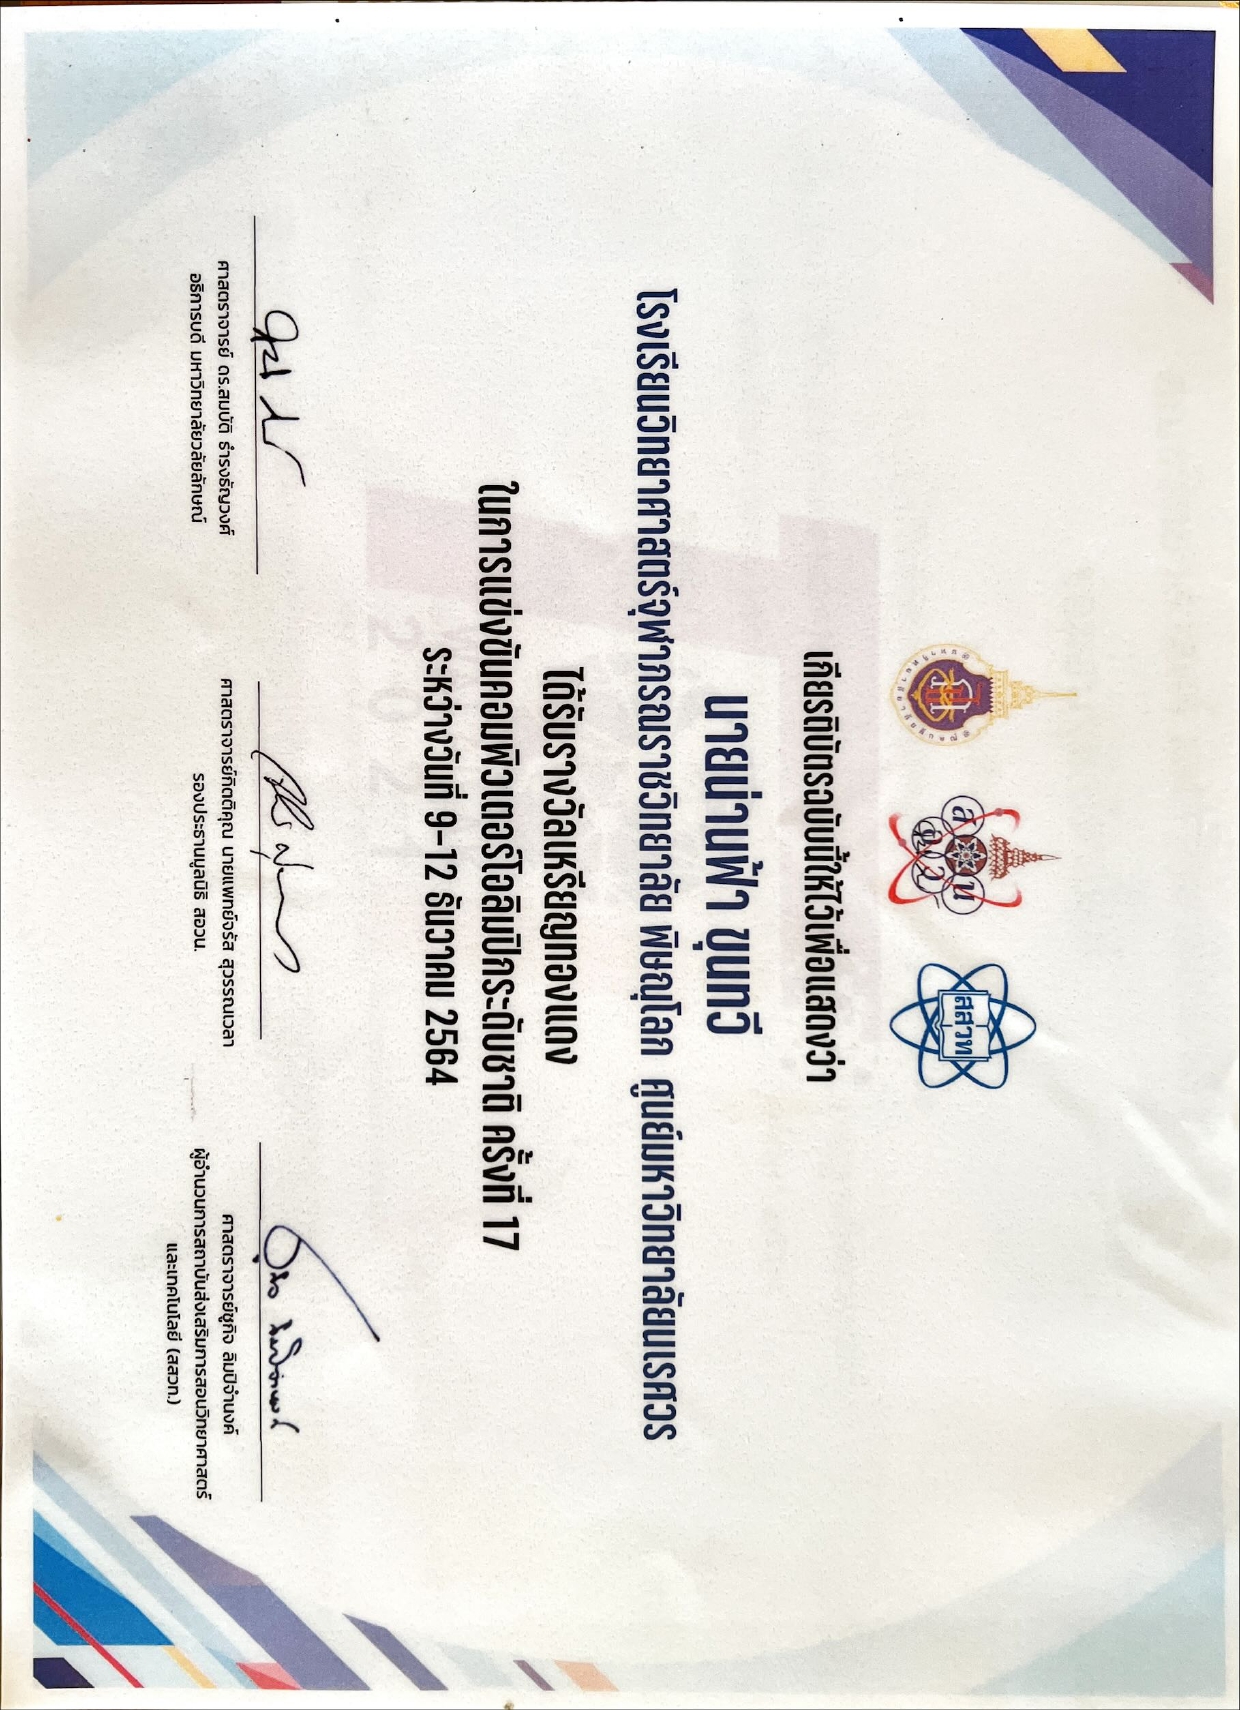 สสวท
เกียรติบัตรฉบับนี้ให้ไว้เพื่อแสดงว่า
นายน่านฟ้า ขุนทวี
โรงเรียนวิทยาศาสตร์จุฬาภรณราชวิทยาลัย พิษณุโลก ศูนย์มหาวิทยาลัยนเรศวร
ได้รับรางวัลเหรียญทองแดง
ในการแข่งขันคอมพิวเตอร์โอลิมปิกระดับชาติ ครั้งที่ 17
ระหว่างวันที่ 9-12 ธันวาคม 2564
2021
ศาสตราจารย์ ดร.สมบัติ ธำรงธัญวงศ์
อธิการบดี มหาวิทยาลัยวลัยลักษณ์
ศาสตราจารย์กิตติคุณ นายแพทย์จรัส สุวรรณเวลา
รองประธานมูลนิธิ สอวน.
ศาสตราจารย์ชูกิจ ลิมปิจำนงค์
ผู้อำนวยการสถาบันส่งเสริมการสอนวิทยาศาสตร์
และเทคโนโลยี (สสวท.)